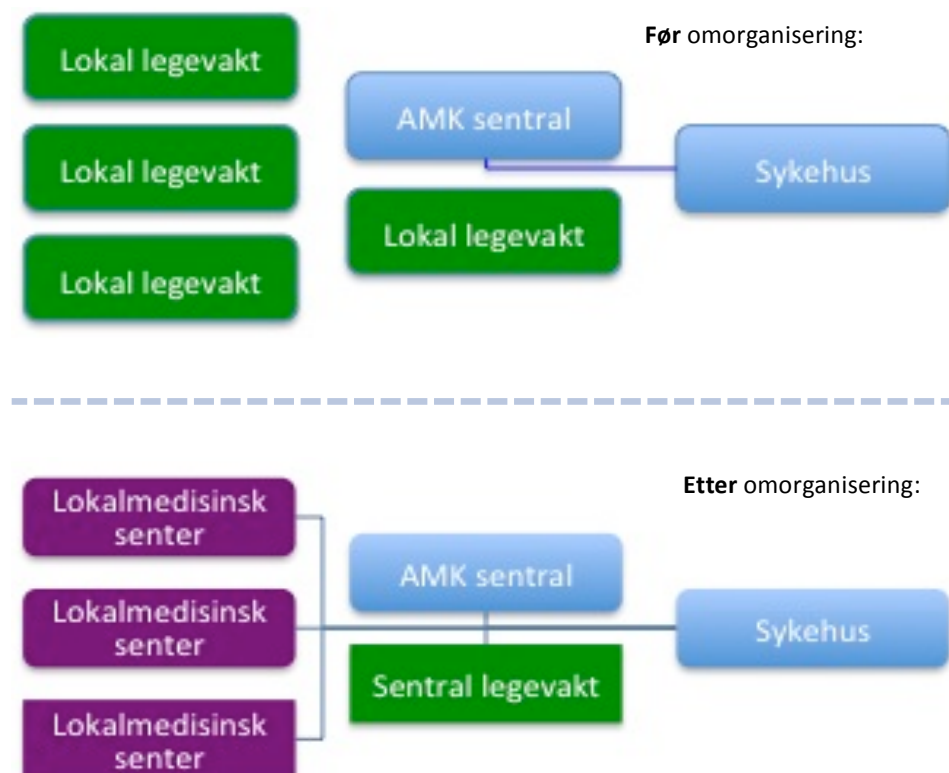 Før omorganisering:
Lokal legevakt
Lokal legevakt
Lokal legevakt
AMK sentral
Lokal legevakt
Sykehus
Etter omorganisering:
Lokalmedisinsk
senter
Lokalmedisinsk
senter
Lokalmedisinsk
senter
AMK sentral
Sentral legevakt
Sykehus